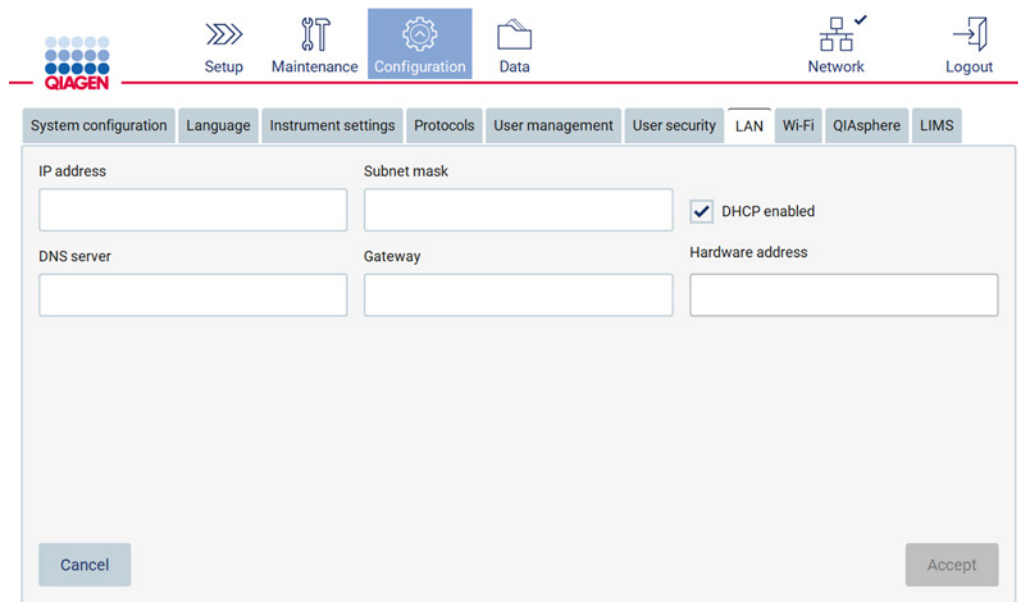 QIAGEN
Setup
Maintenance
Configuration
Data
Network
Logout
System configuration
Language
Instrument settings
Protocols
User management
User security
LAN
Wi-Fi
QIAsphere
LIMS
IP address
Subnet mask
DHCP enabled
DNS server
Gateway
Hardware address
Cancel
Accept